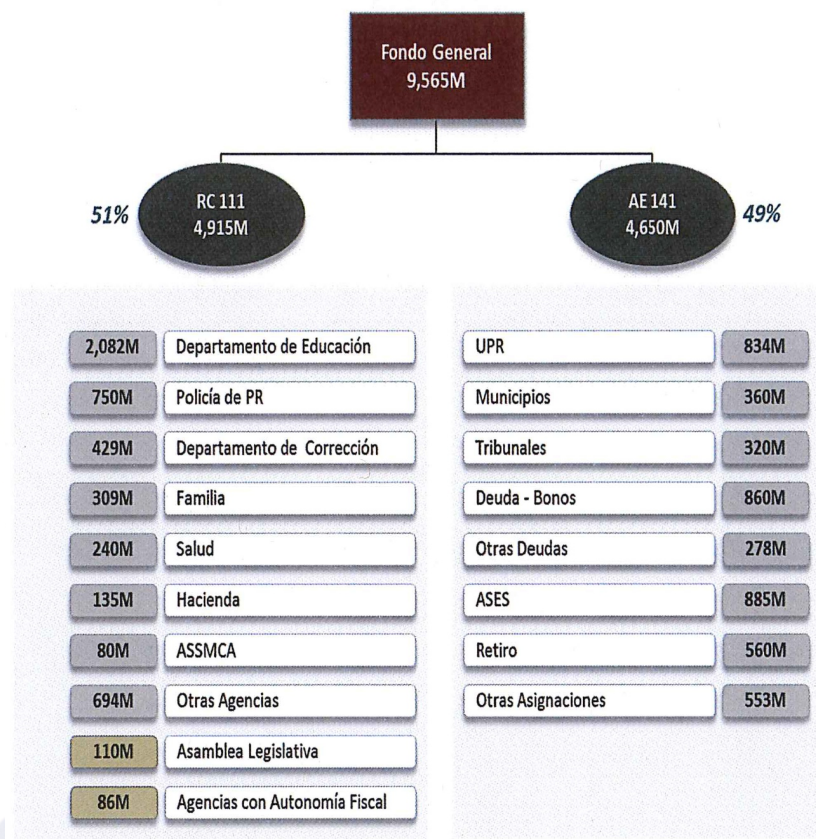 Fondo General
9,565M
51%
RC 111
4,915M
AE 141
4,650M
49%
2,082M Departamento de Educación
750M Policía de PR
429M Departamento de Corrección
309M Familia
240M Salud
135M Hacienda
80M ASSMCA
694M Otras Agencias
110M Asamblea Legislativa
86M Agencias con Autonomía Fiscal
UPR 834M
Municipios 360M
Tribunales 320M
Deuda - Bonos 860M
Otras Deudas 278M
ASES 885M
Retiro 560M
Otras Asignaciones 553M